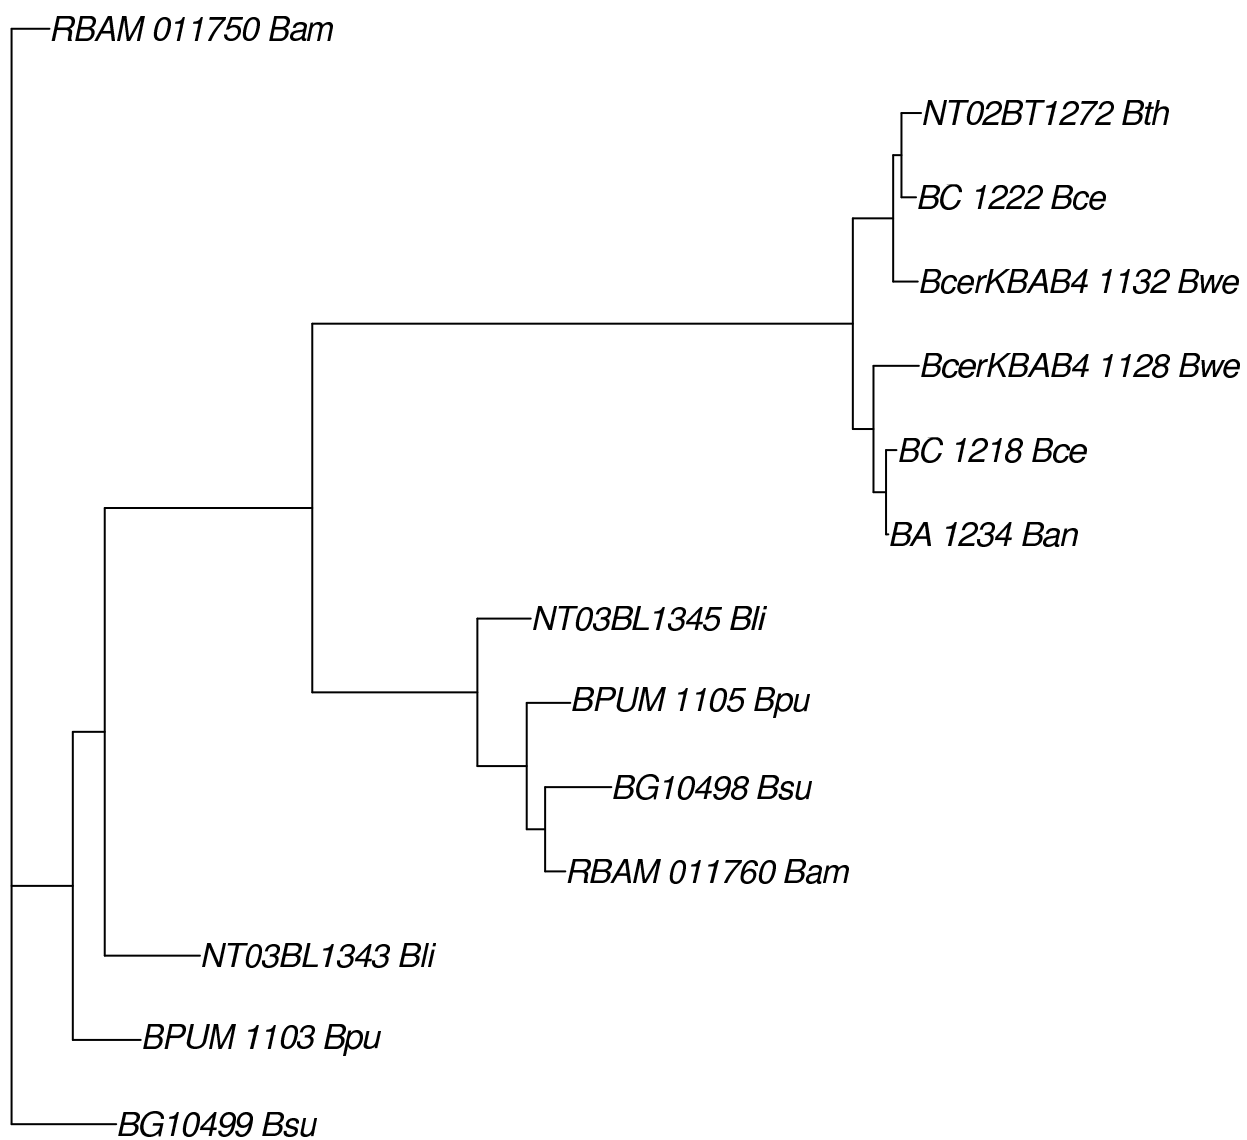 RBAM 011750 Bam
NT02BT1272 Bth
BC 1222 Bce
BcerKBAB4 1132 Bwe
BcerKBAB4 1128 Bwe
BC 1218 Bce
BA 1234 Ban
NT03BL1345 Bli
BPUM 1105 Bpu
BG10498 Bsu
RBAM 011760 Bam
NT03BL1343 Bli
BPUM 1103 Bpu
BG10499 Bsu